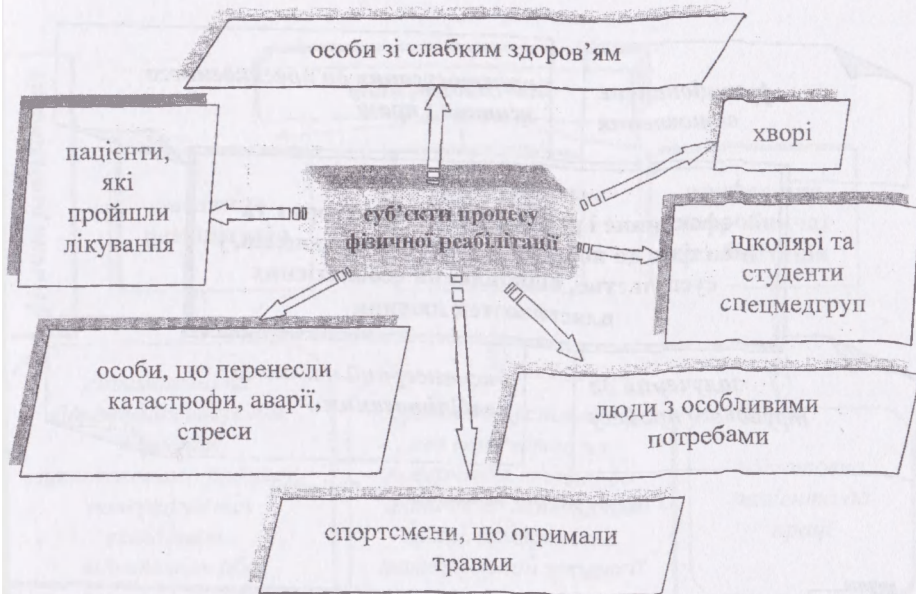 особи зі слабким здоров’ям
хворі
пацієнти,
які
пройшли
лікування
суб’єкти процесу
фізичної реабілітації
школярі та
студенти
спецмедгруп
особи, що перенесли
катастрофи, аварії,
стреси
люди з особливими
потребами
спортсмени, що отримали
травми